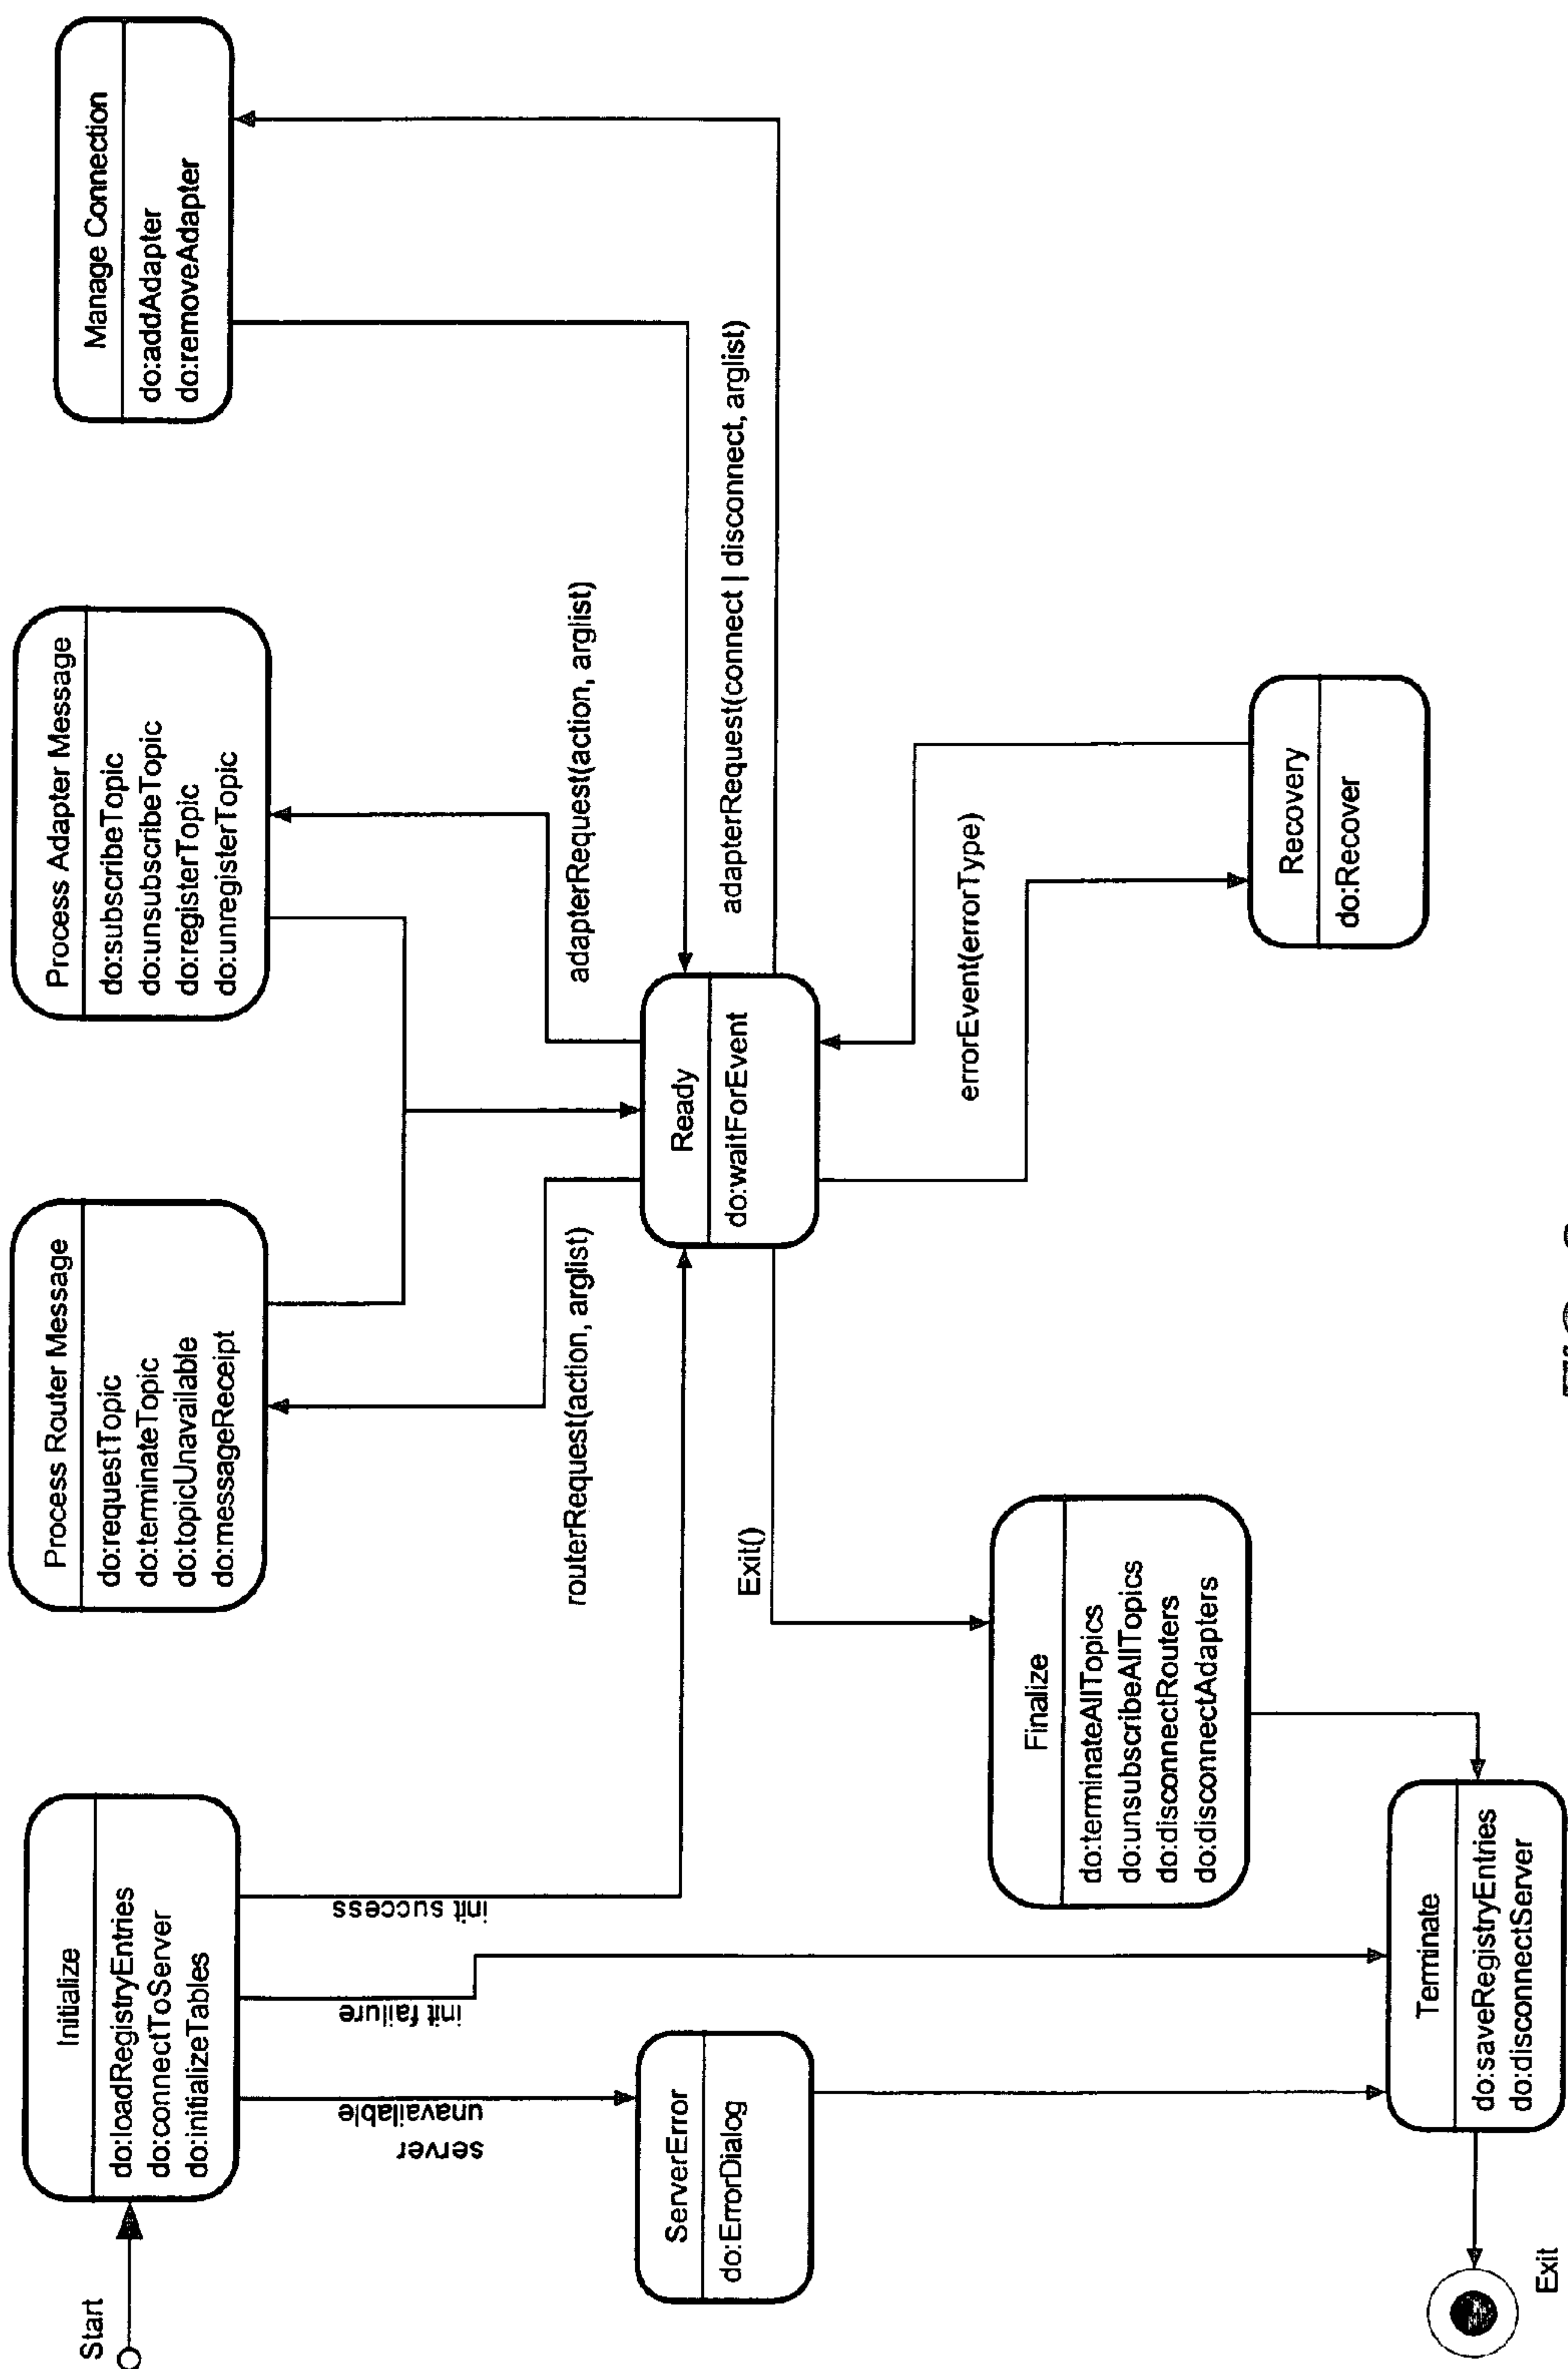 Start
Initialize
do:loadRegistryEntries
do:connectToServer
do:initializeTables
Process Router Message
do:requestTopic
do:terminateTopic
do:topicUnavailable
do:messageReceipt
Process Adapter Message
do:subscribeTopic
do:unsubscribeTopic
do:registerTopic
do:unregisterTopic
Manage Connection
do:addAdapter
do:removeAdapter
server
unavailable
init failure
init success
routerRequest(action, arglist)
adapterRequest(action, arglist)
ServerError
do:ErrorDialog
Ready
do:waitForEvent
adapterRequest(connect | disconnect, arglist)
Exit()
errorEvent(errorType)
Finalize
do:terminateAllTopics
do:unsubscribeAllTopics
do:disconnectRouters
do:disconnectAdapters
Recovery
do:Recover
Terminate
do:saveRegistryEntries
do:disconnectServer
Exit